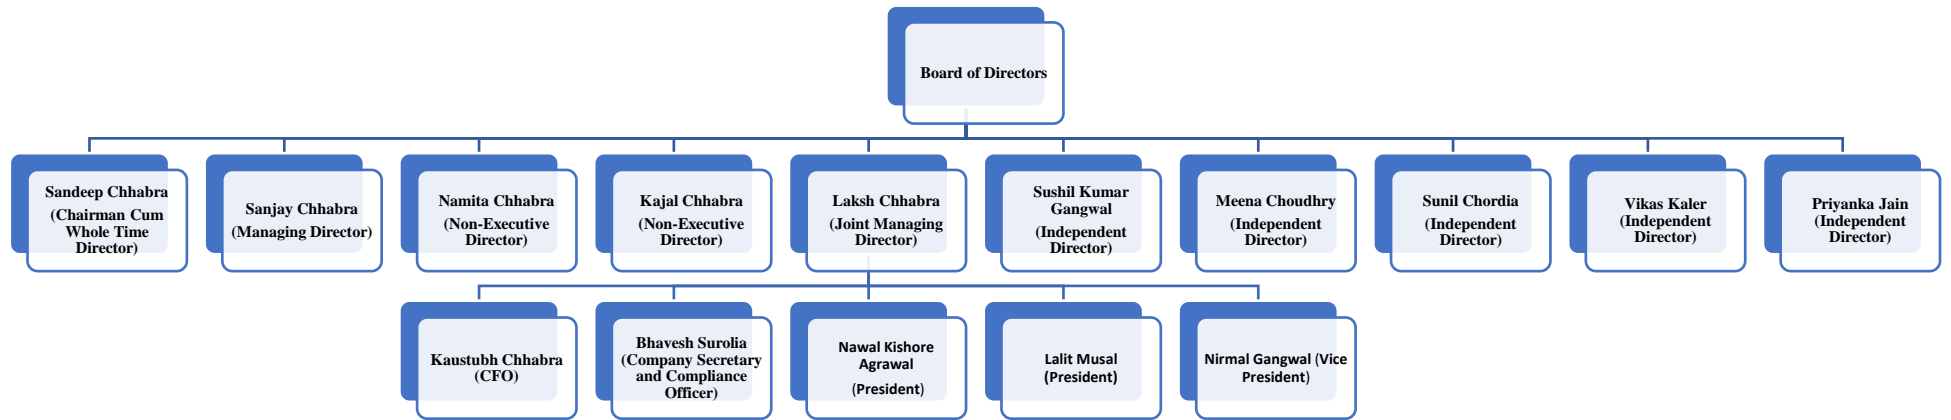 Board of Directors
Sandeep Chhabra
(Chairman Cum
Whole Time
Director)
Sanjay Chhabra
(Managing Director)
Namita Chhabra
(Non-Executive
Director)
Kajal Chhabra
(Non-Executive
Director)
Laksh Chhabra
(Joint Managing
Director)
Sushil Kumar
Gangwal
(Independent
Director)
Meena Choudhry
(Independent
Director)
Sunil Chordia
(Independent
Director)
Vikas Kaler
(Independent
Director)
Priyanka Jain
(Independent
Director)
Kaustubh Chhabra
(CFO)
Bhavesh Surolia
(Company Secretary
and Compliance
Officer)
Nawal Kishore
Agrawal
(President)
Lalit Musal
(President)
Nirmal Gangwal (Vice
President)